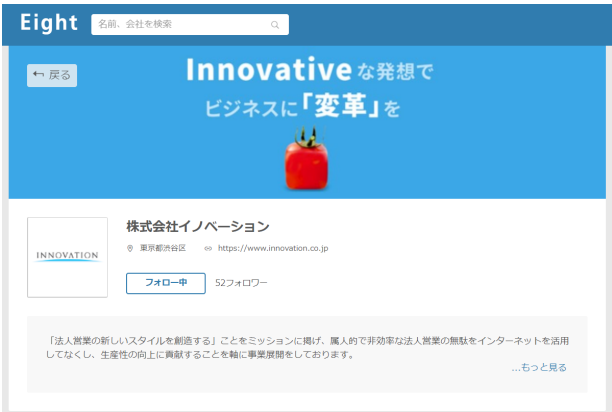 Eight
名前、会社を検索
戻る
Innovativeな発想で
ビジネスに「変革」を
INNOVATION
株式会社イノベーション
東京都渋谷区 https://www.innovation.co.jp
フォロー中 52フォロワー
「法人営業の新しいスタイルを創造する」ことをミッションに掲げ、属人的で非効率な法人営業の無駄をインターネットを活用
してなくし、生産性の向上に貢献することを軸に事業展開をしております。
...もっと見る